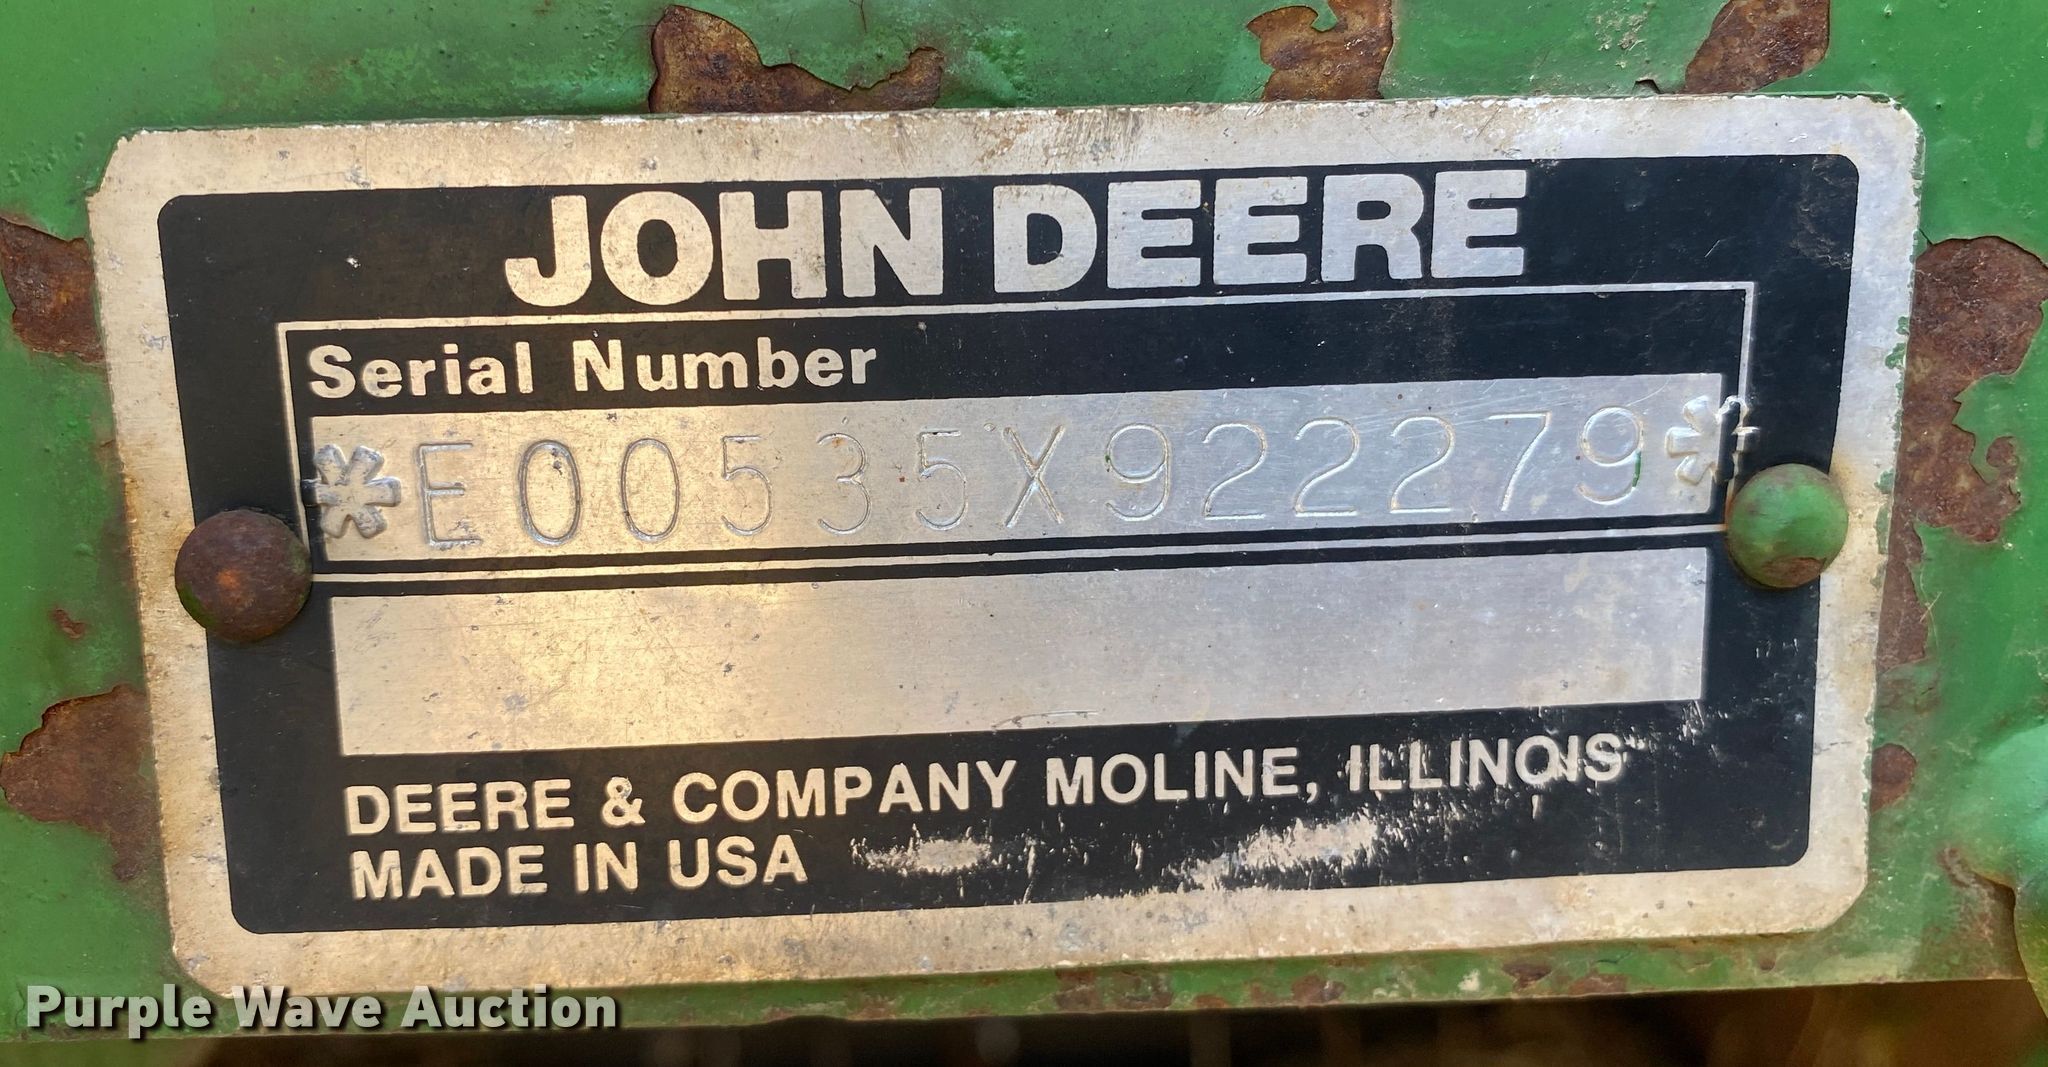 JOHN DEERE
Serial Number
*E00535X922279*
DEERE & COMPANY MOLINE, ILLINOIS
MADE IN USA
Purple Wave Auction